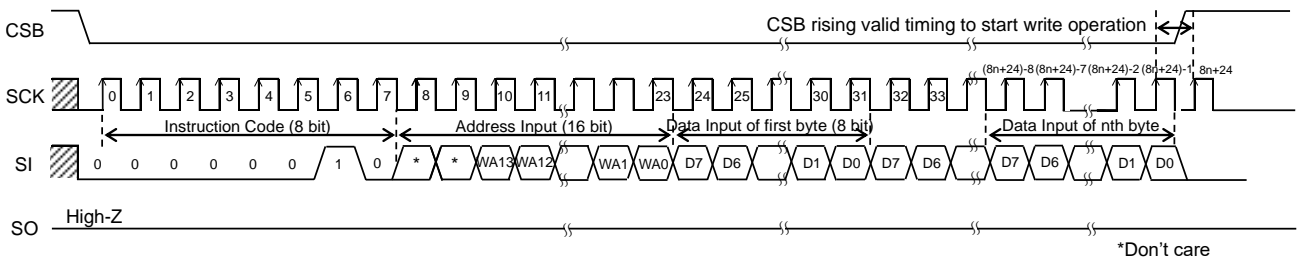 CSB
CSB rising valid timing to start write operation
(8n+24)-8 (8n+24)-7 (8n+24)-2 (8n+24)-1 8n+24
SCK 0 1 2 3 4 5 6 7 8 9 10 11 23 24 25 30 31 32 33
Instruction Code (8 bit) Address Input (16 bit) Data Input of first byte (8 bit) Data Input of nth byte
SI 0 0 0 0 0 0 1 0 * * WA13 WA12 WA1 WA0 D7 D6 D1 D0 D7 D6 D7 D6 D1 D0
High-Z
SO
*Don't care